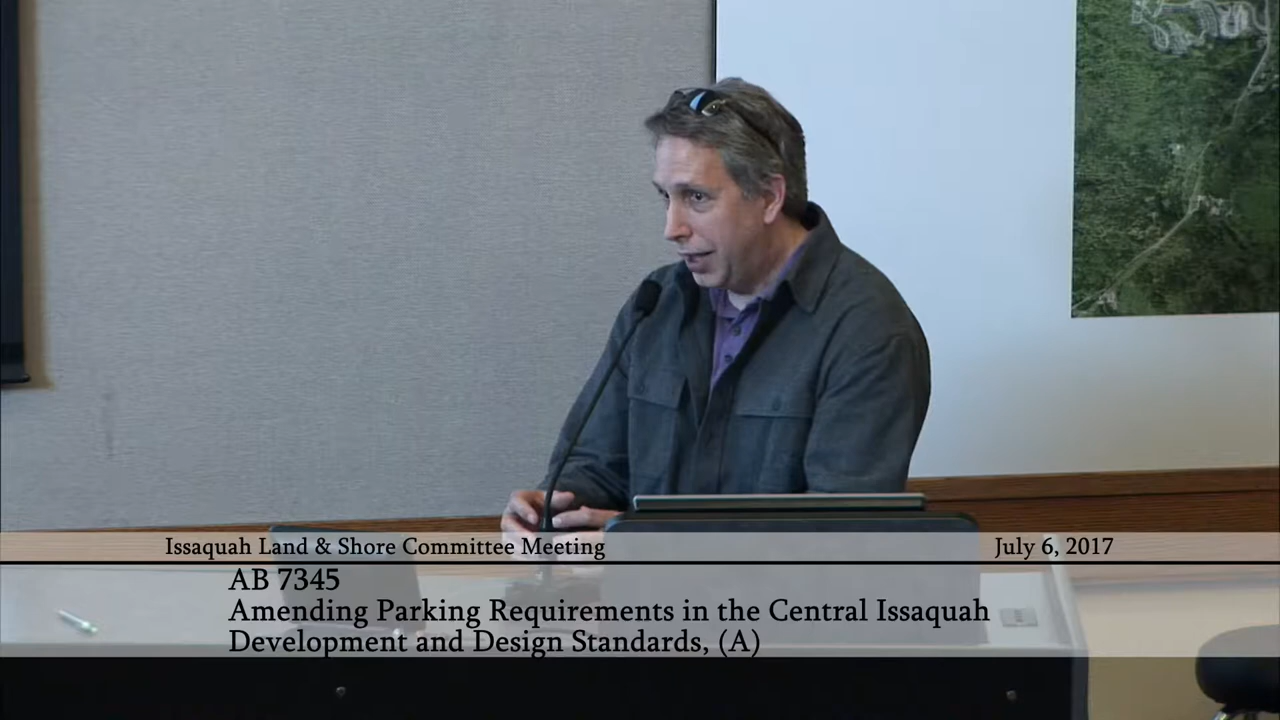 Issaquah Land & Shore Committee Meeting
July 6, 2017
AB 7345
Amending Parking Requirements in the Central Issaquah
Development and Design Standards, (A)